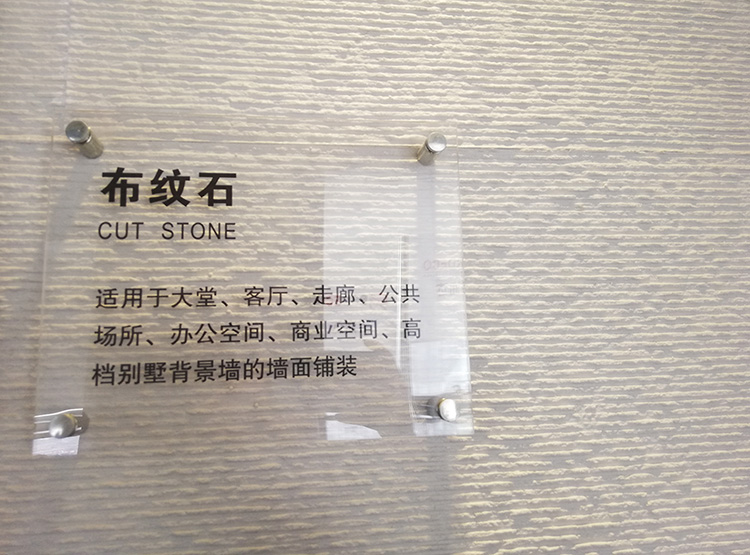 布纹石
CUT STONE
适用于大堂、客厅、走廊、公共
场所、办公空间、商业空间、高
档别墅背景墙的墙面铺装